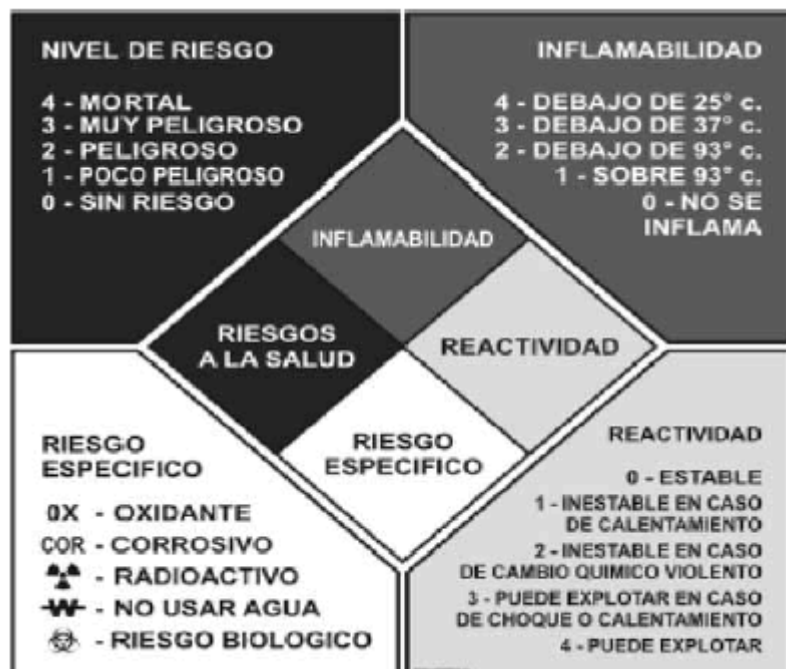 NIVEL DE RIESGO
4 - MORTAL
3 - MUY PELIGROSO
2 - PELIGROSO
1 - POCO PELIGROSO
0 - SIN RIESGO
INFLAMABILIDAD
4 - DEBAJO DE 25° c.
3 - DEBAJO DE 37° c.
2 - DEBAJO DE 93° c.
1 - SOBRE 93° c.
0 - NO SE
INFLAMA
INFLAMABILIDAD
RIESGOS
A LA SALUD
REACTIVIDAD
RIESGO
ESPECIFICO
RIESGO
ESPECIFICO
0X - OXIDANTE
COR - CORROSIVO
- RADIOACTIVO
W - NO USAR AGUA
- RIESGO BIOLOGICO
REACTIVIDAD
0 - ESTABLE
1 - INESTABLE EN CASO
DE CALENTAMIENTO
2 - INESTABLE EN CASO
DE CAMBIO QUIMICO VIOLENTO
3 - PUEDE EXPLOTAR EN CASO
DE CHOQUE O CALENTAMIENTO
4 - PUEDE EXPLOTAR